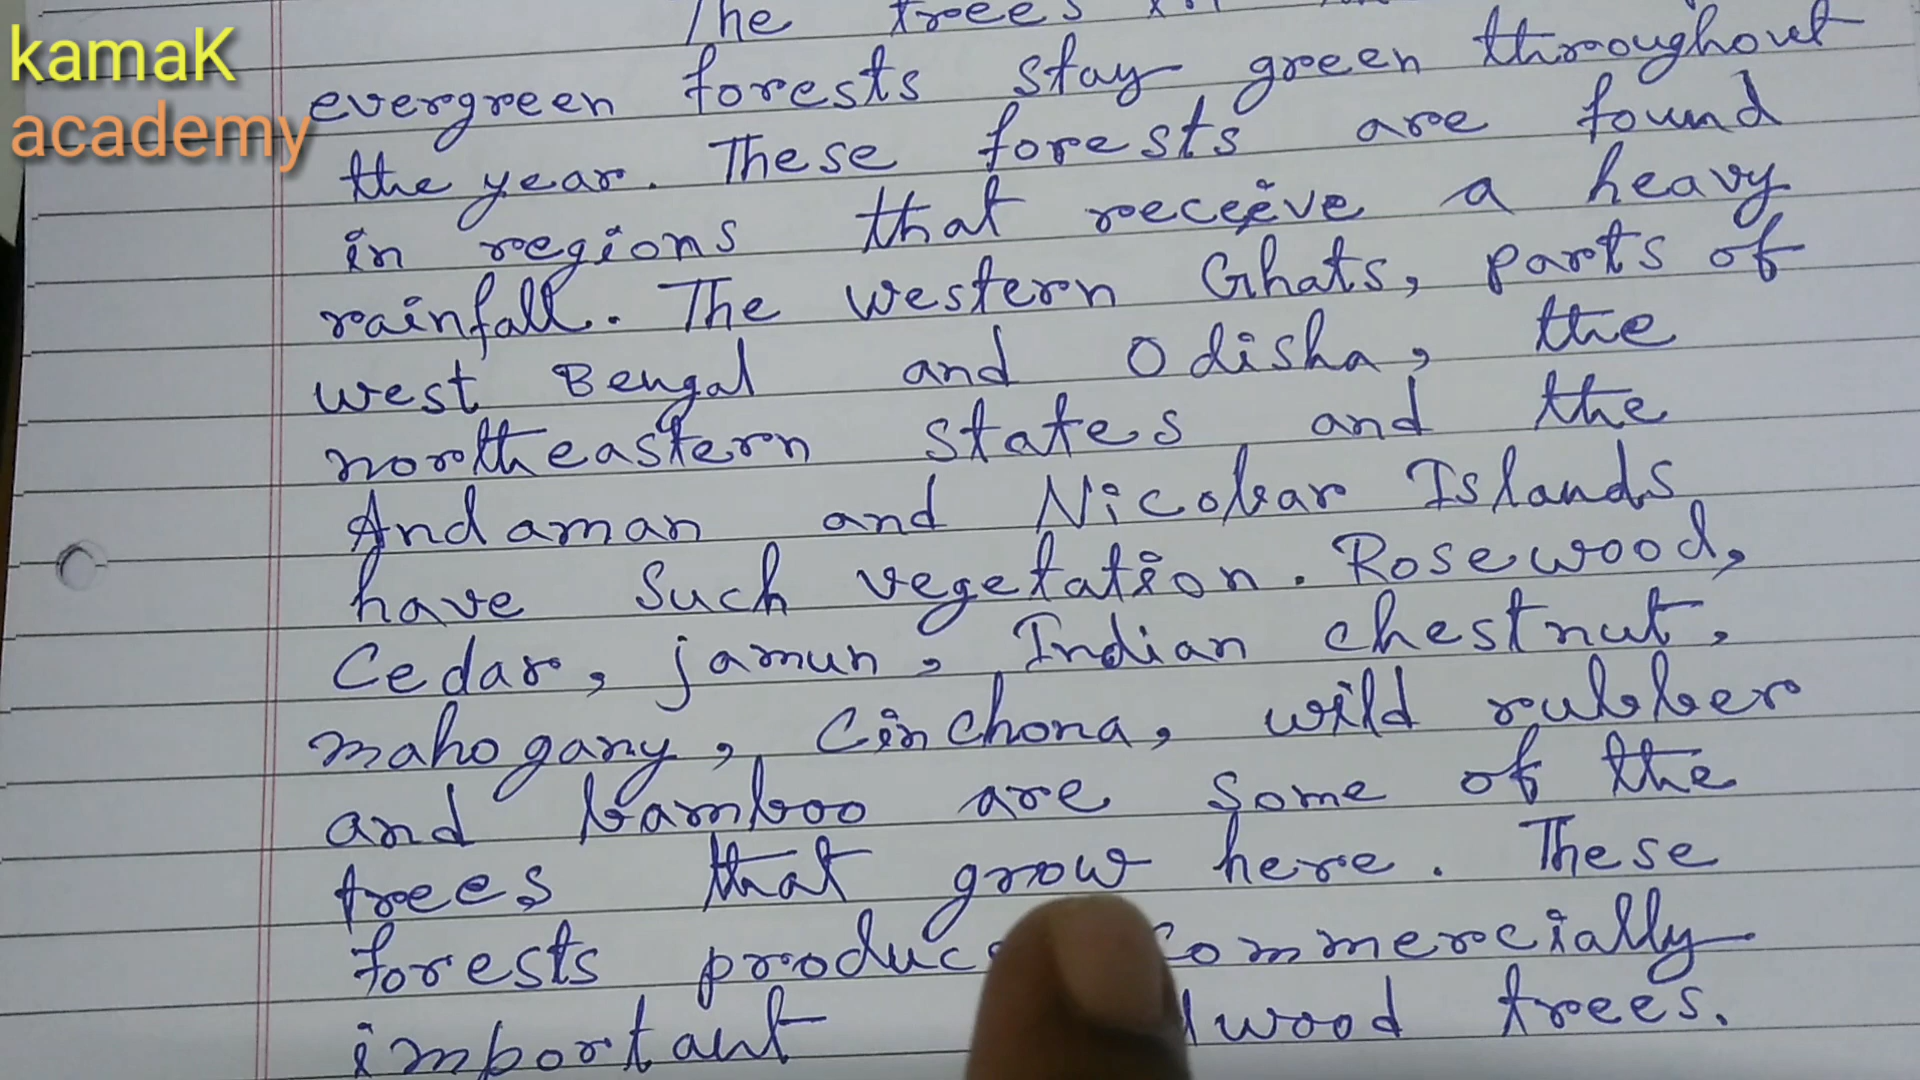 kamaK
academy
The trees
evergreen forests stay green throughout
the year. These forests are found
in regions that receive a heavy
rainfall. The western Ghats, parts of
west Bengal and Odisha, the
northeastern states and the
Andaman and Nicobar Islands
have such vegetation. Rosewood,
Cedar, jamun, Indian chestnut,
mahogany, Cinchona, wild rubber
and bamboo are some of the
trees that grow here. These
forests commercially
important trees.